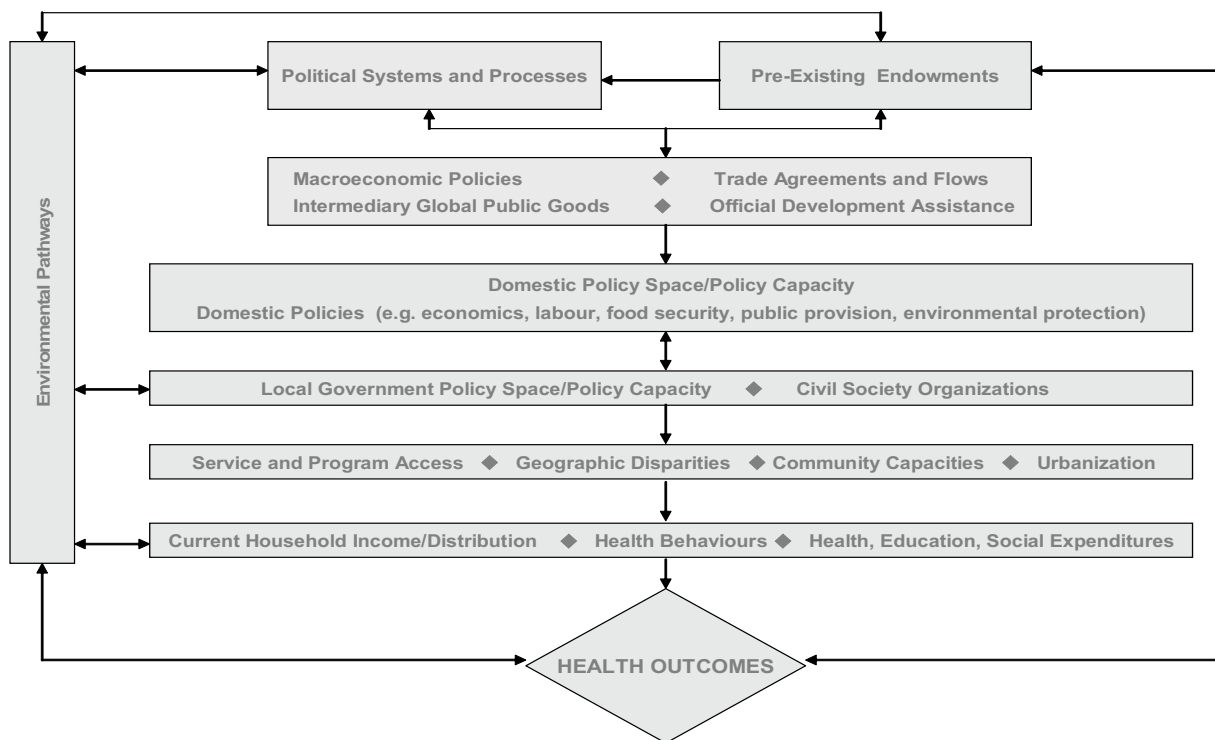 Political Systems and Processes
Pre-Existing Endowments
Environmental Pathways
Macroeconomic Policies ◆ Trade Agreements and Flows
Intermediary Global Public Goods ◆ Official Development Assistance
Domestic Policy Space/Policy Capacity
Domestic Policies (e.g. economics, labour, food security, public provision, environmental protection)
Local Government Policy Space/Policy Capacity ◆ Civil Society Organizations
Service and Program Access ◆ Geographic Disparities ◆ Community Capacities ◆ Urbanization
Current Household Income/Distribution ◆ Health Behaviours ◆ Health, Education, Social Expenditures
HEALTH OUTCOMES